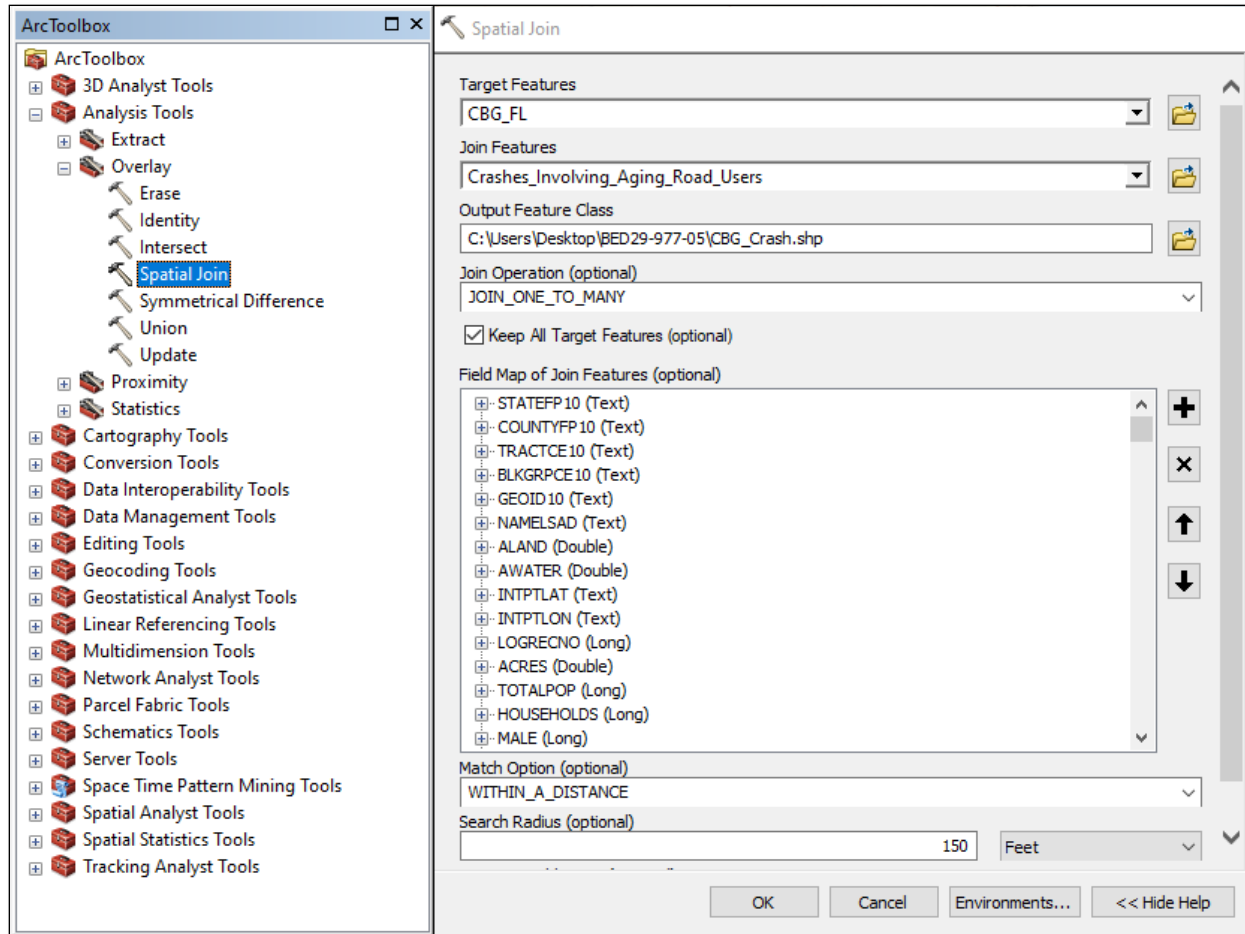 ArcToolbox
ArcToolbox
3D Analyst Tools
Analysis Tools
Extract
Overlay
Erase
Identity
Intersect
Spatial Join
Symmetrical Difference
Union
Update
Proximity
Statistics
Cartography Tools
Conversion Tools
Data Interoperability Tools
Data Management Tools
Editing Tools
Geocoding Tools
Geostatistical Analyst Tools
Linear Referencing Tools
Multidimension Tools
Network Analyst Tools
Parcel Fabric Tools
Schematics Tools
Server Tools
Space Time Pattern Mining Tools
Spatial Analyst Tools
Spatial Statistics Tools
Tracking Analyst Tools
Spatial Join
Target Features
CBG_FL
Join Features
Crashes_Involving_Aging_Road_Users
Output Feature Class
C:\Users\Desktop\BED29-977-05\CBG_Crash.shp
Join Operation (optional)
JOIN_ONE_TO_MANY
Keep All Target Features (optional)
Field Map of Join Features (optional)
STATEFP10 (Text)
COUNTYFP10 (Text)
TRACTCE10 (Text)
BLKGRPCE10 (Text)
GEOID10 (Text)
NAMELSAD (Text)
ALAND (Double)
AWATER (Double)
INTPTLAT (Text)
INTPTLON (Text)
LOGRECNO (Long)
ACRES (Double)
TOTALPOP (Long)
HOUSEHOLDS (Long)
MALE (Long)
Match Option (optional)
WITHIN_A_DISTANCE
Search Radius (optional)
150 Feet
OK Cancel Environments... << Hide Help